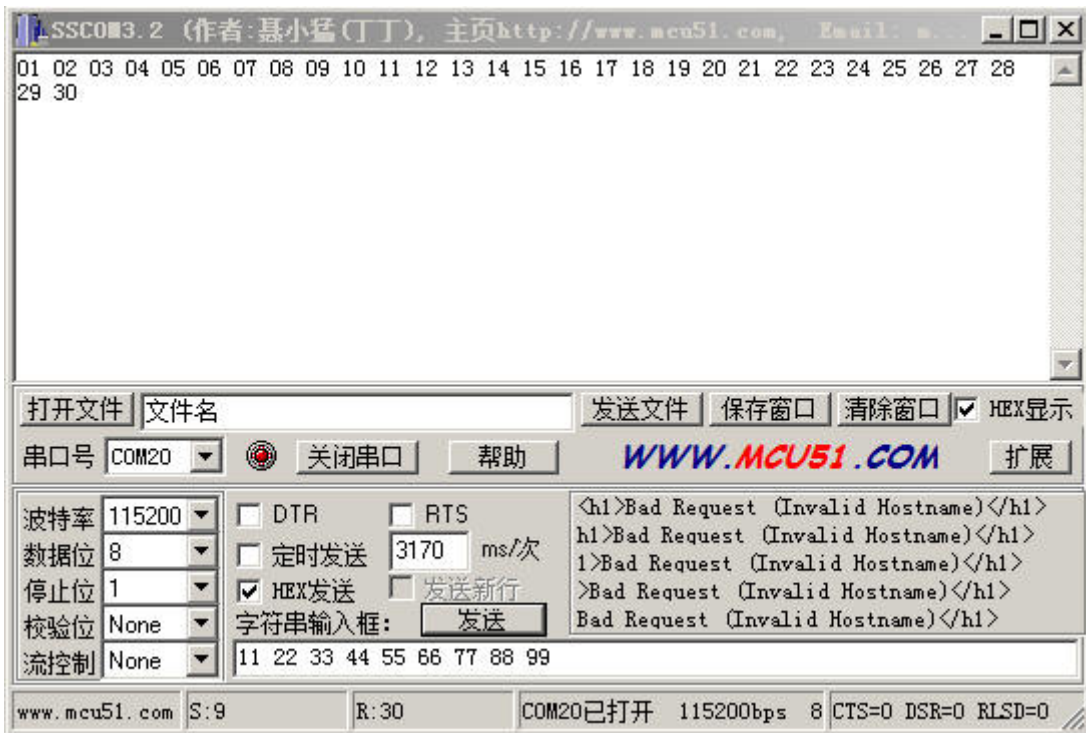 SSCOM3.2 (作者:聂小猛(丁丁), 主页http://www.mcu51.com, Email: m...
01 02 03 04 05 06 07 08 09 10 11 12 13 14 15 16 17 18 19 20 21 22 23 24 25 26 27 28
29 30
打开文件 文件名 发送文件 保存窗口 清除窗口 HEX显示
串口号 COM20 关闭串口 帮助 WWW.MCU51.COM 扩展
波特率 115200 DTR RTS <h1>Bad Request (Invalid Hostname)</h1>
h1>Bad Request (Invalid Hostname)</h1>
数据位 8 定时发送 3170 ms/次 1>Bad Request (Invalid Hostname)</h1>
停止位 1 HEX发送 发送新行 >Bad Request (Invalid Hostname)</h1>
校验位 None 字符串输入框: 发送 Bad Request (Invalid Hostname)</h1>
流控制 None 11 22 33 44 55 66 77 88 99
www.mcu51.com S:9 R:30 COM20已打开 115200bps 8 CTS=0 DSR=0 RLSD=0